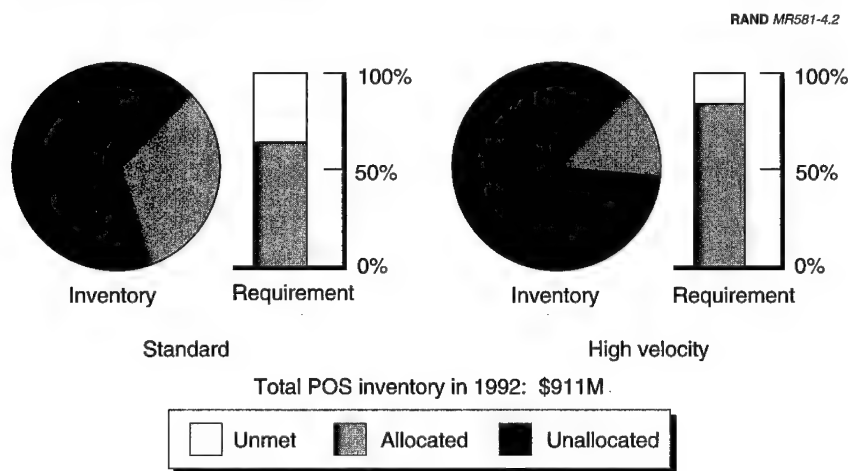 RAND MR581-4.2
100%
50%
0%
Inventory
Requirement
Standard
100%
50%
0%
Inventory
Requirement
High velocity
Total POS inventory in 1992: $911M
Unmet
Allocated
Unallocated